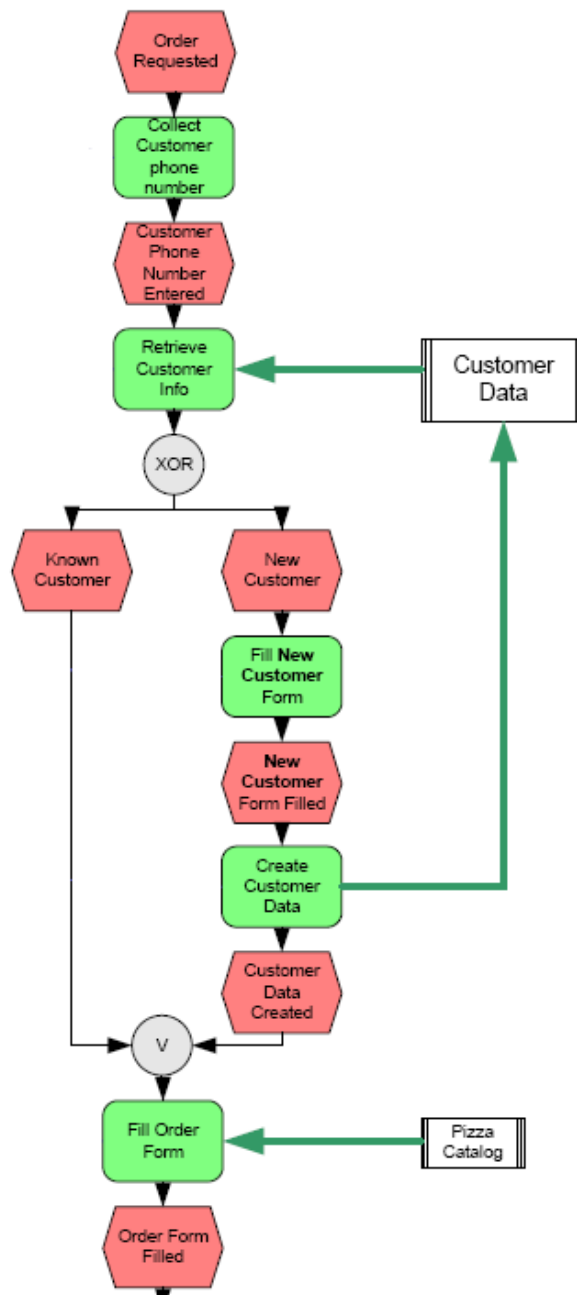 Order
Requested
Collect
Customer
phone
number
Customer
Phone
Number
Entered
Retrieve
Customer
Info
Customer
Data
XOR
Known
Customer
New
Customer
Fill New
Customer
Form
New
Customer
Form Filled
Create
Customer
Data
Customer
Data
Created
V
Fill Order
Form
Pizza
Catalog
Order Form
Filled